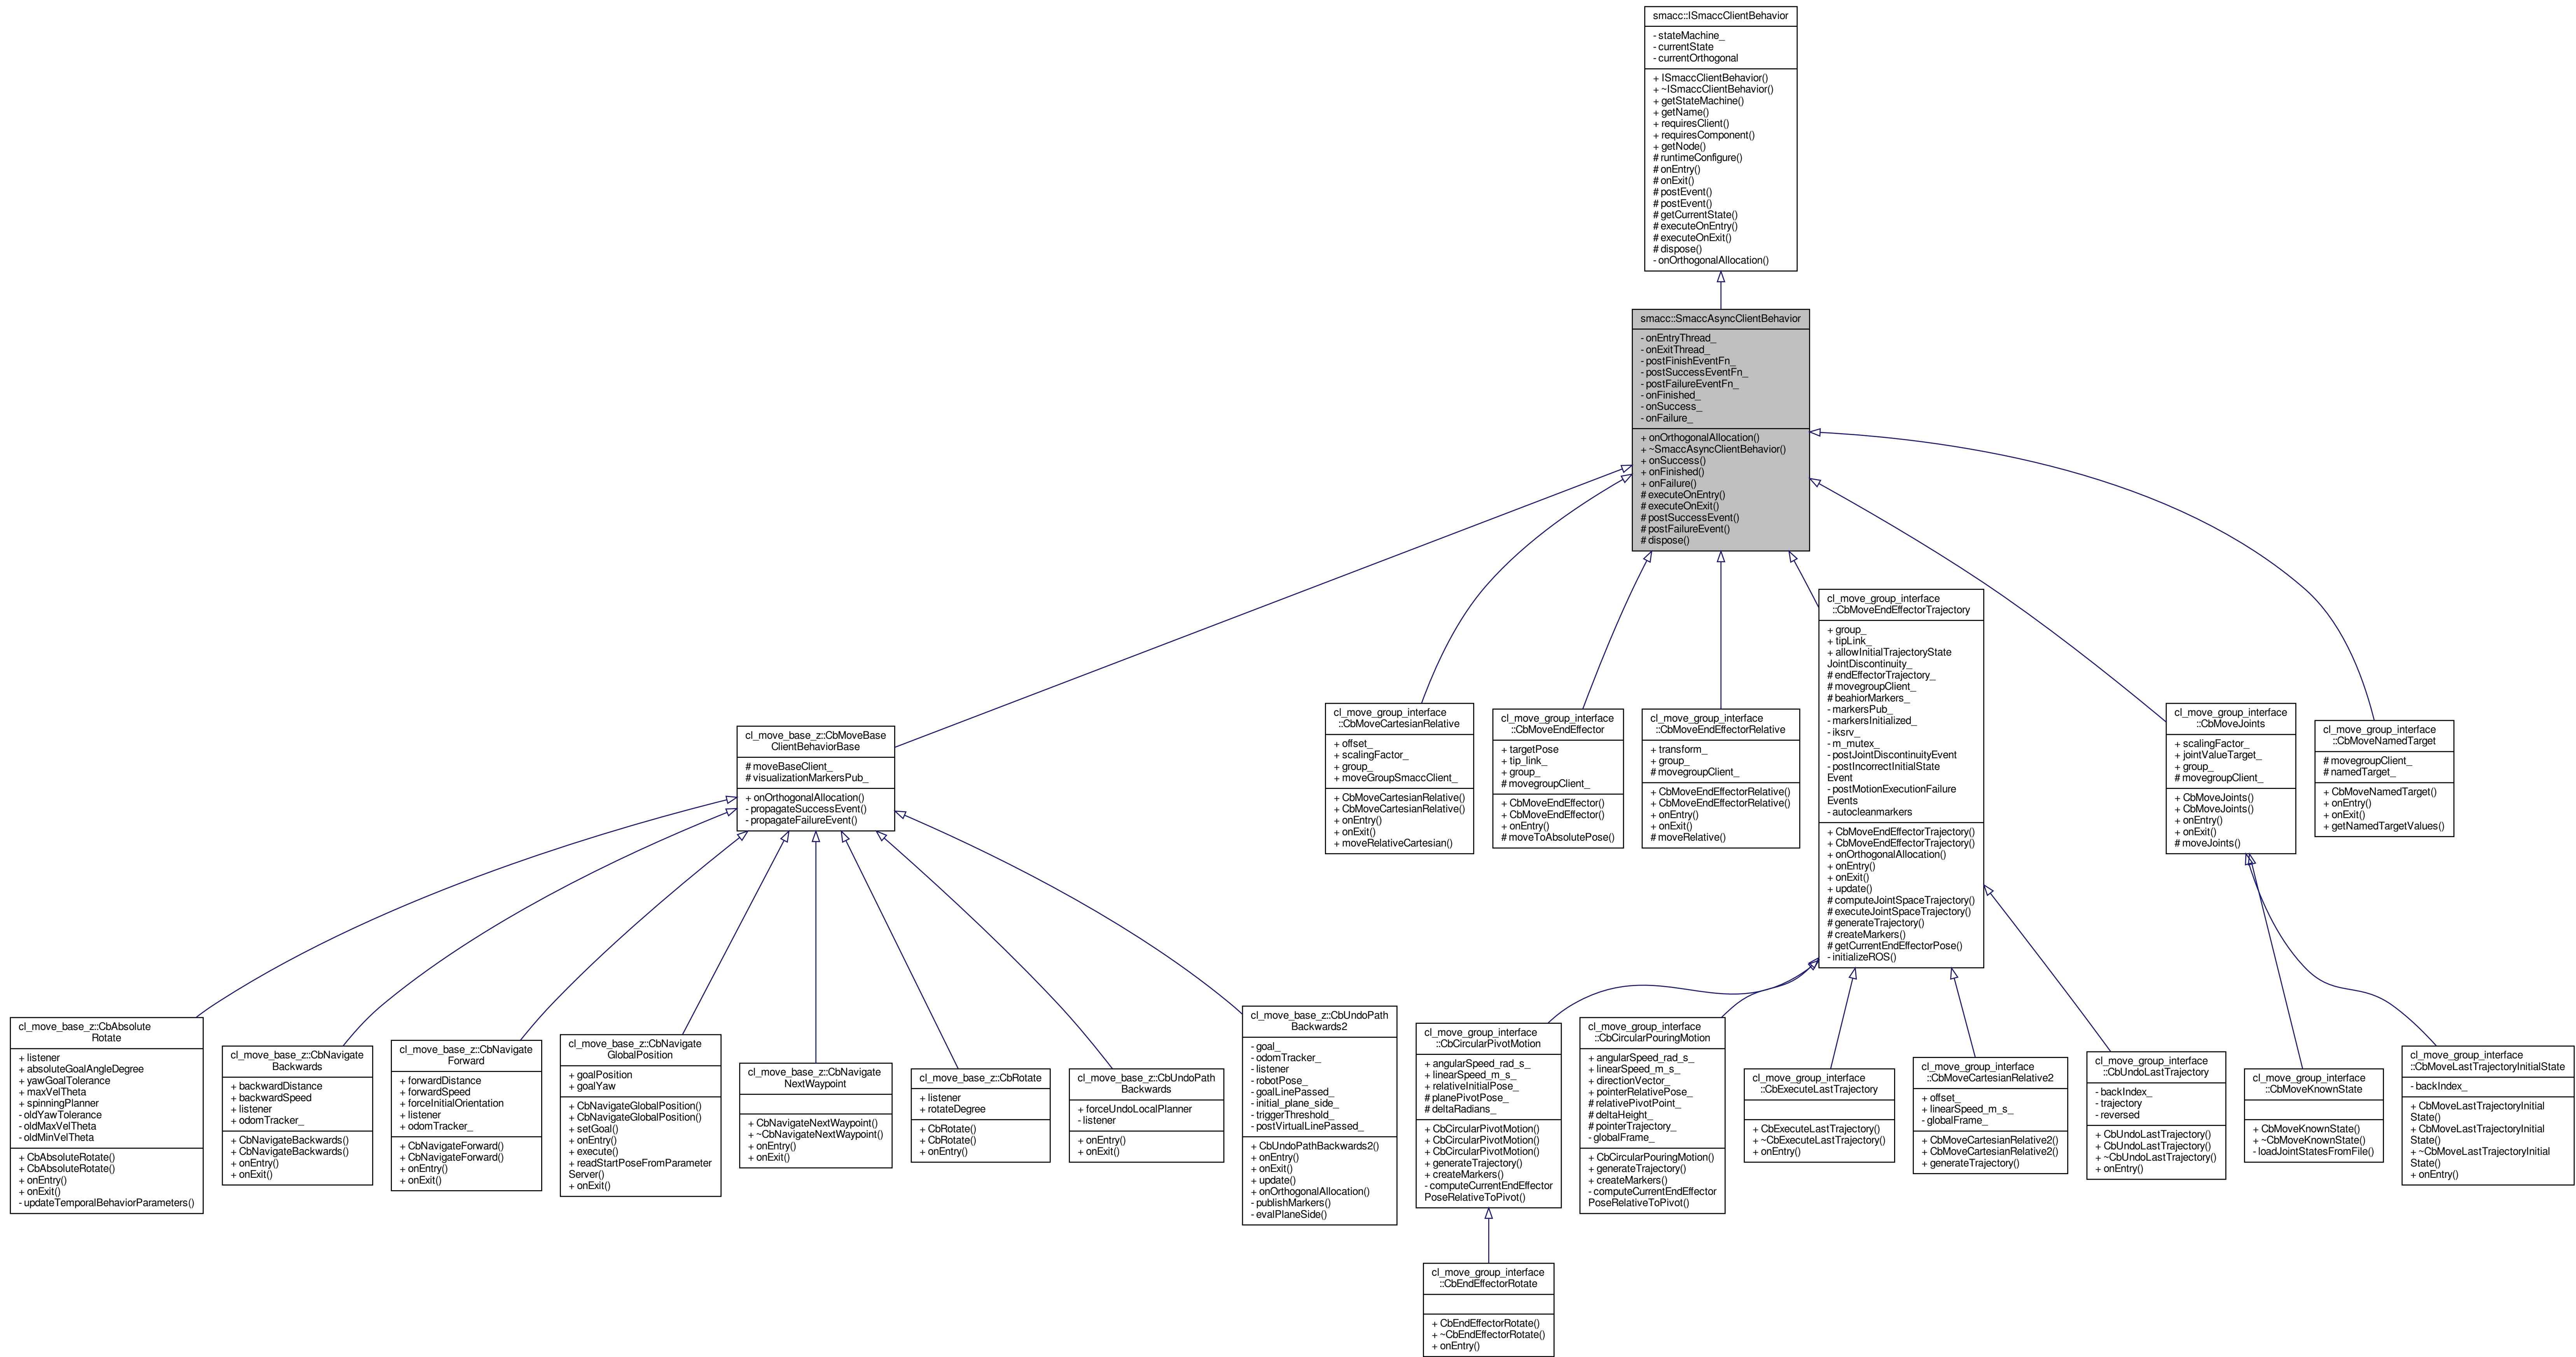 smacc::ISmaccClientBehavior
- stateMachine_
- currentState
- currentOrthogonal
+ ISmaccClientBehavior()
+ ~ISmaccClientBehavior()
+ getStateMachine()
+ getName()
+ requiresClient()
+ requiresComponent()
+ getNode()
# runtimeConfigure()
# onEntry()
# onExit()
# postEvent()
# postEvent()
# getCurrentState()
# executeOnEntry()
# executeOnExit()
# dispose()
- onOrthogonalAllocation()
smacc::SmaccAsyncClientBehavior
- onEntryThread_
- onExitThread_
- postFinishEventFn_
- postSuccessEventFn_
- postFailureEventFn_
- onFinished_
- onSuccess_
- onFailure_
+ onOrthogonalAllocation()
+ ~SmaccAsyncClientBehavior()
+ onSuccess()
+ onFinished()
+ onFailure()
# executeOnEntry()
# executeOnExit()
# postSuccessEvent()
# postFailureEvent()
# dispose()
cl_move_base_z::CbMoveBase
ClientBehaviorBase
# moveBaseClient_
# visualizationMarkersPub_
+ onOrthogonalAllocation()
- propagateSuccessEvent()
- propagateFailureEvent()
cl_move_group_interface
::CbMoveCartesianRelative
+ offset_
+ scalingFactor_
+ group_
+ moveGroupSmaccClient_
+ CbMoveCartesianRelative()
+ CbMoveCartesianRelative()
+ onEntry()
+ onExit()
+ moveRelativeCartesian()
cl_move_group_interface
::CbMoveEndEffector
+ targetPose
+ tip_link_
+ group_
# movegroupClient_
+ CbMoveEndEffector()
+ CbMoveEndEffector()
+ onEntry()
# moveToAbsolutePose()
cl_move_group_interface
::CbMoveEndEffectorRelative
+ transform_
+ group_
# movegroupClient_
+ CbMoveEndEffectorRelative()
+ CbMoveEndEffectorRelative()
+ onEntry()
+ onExit()
# moveRelative()
cl_move_group_interface
::CbMoveEndEffectorTrajectory
+ group_
+ tipLink_
+ allowInitialTrajectoryState
JointDiscontinuity_
# endEffectorTrajectory_
# movegroupClient_
# beahiorMarkers_
- markersPub_
- markersInitialized_
- iksrv_
- m_mutex_
- postJointDiscontinuityEvent
- postIncorrectInitialState
Event
- postMotionExecutionFailure
Events
- autocleanmarkers
+ CbMoveEndEffectorTrajectory()
+ CbMoveEndEffectorTrajectory()
+ onOrthogonalAllocation()
+ onEntry()
+ onExit()
+ update()
# computeJointSpaceTrajectory()
# executeJointSpaceTrajectory()
# generateTrajectory()
# createMarkers()
# getCurrentEndEffectorPose()
- initializeROS()
cl_move_group_interface
::CbMoveJoints
+ scalingFactor_
+ jointValueTarget_
+ group_
# movegroupClient_
+ CbMoveJoints()
+ CbMoveJoints()
+ onEntry()
+ onExit()
# moveJoints()
cl_move_group_interface
::CbMoveNamedTarget
# movegroupClient_
# namedTarget_
+ CbMoveNamedTarget()
+ onEntry()
+ onExit()
+ getNamedTargetValues()
cl_move_base_z::CbAbsolute
Rotate
+ listener
+ absoluteGoalAngleDegree
+ yawGoalTolerance
+ maxVelTheta
+ spinningPlanner
- oldYawTolerance
- oldMaxVelTheta
- oldMinVelTheta
+ CbAbsoluteRotate()
+ CbAbsoluteRotate()
+ onEntry()
+ onExit()
- updateTemporalBehaviorParameters()
cl_move_base_z::CbNavigate
Backwards
+ backwardDistance
+ backwardSpeed
+ listener
+ odomTracker_
+ CbNavigateBackwards()
+ CbNavigateBackwards()
+ onEntry()
+ onExit()
cl_move_base_z::CbNavigate
Forward
+ forwardDistance
+ forwardSpeed
+ forceInitialOrientation
+ listener
+ odomTracker_
+ CbNavigateForward()
+ CbNavigateForward()
+ onEntry()
+ onExit()
cl_move_base_z::CbNavigate
GlobalPosition
+ goalPosition
+ goalYaw
+ CbNavigateGlobalPosition()
+ CbNavigateGlobalPosition()
+ setGoal()
+ onEntry()
+ execute()
+ readStartPoseFromParameter
Server()
+ onExit()
cl_move_base_z::CbNavigate
NextWaypoint
+ CbNavigateNextWaypoint()
+ ~CbNavigateNextWaypoint()
+ onEntry()
+ onExit()
cl_move_base_z::CbRotate
+ listener
+ rotateDegree
+ CbRotate()
+ CbRotate()
+ onEntry()
cl_move_base_z::CbUndoPath
Backwards
+ forceUndoLocalPlanner
- listener
+ onEntry()
+ onExit()
cl_move_base_z::CbUndoPath
Backwards2
- goal_
- odomTracker_
- listener
- robotPose_
- goalLinePassed_
- initial_plane_side_
- triggerThreshold_
- postVirtualLinePassed_
+ CbUndoPathBackwards2()
+ onEntry()
+ onExit()
+ update()
+ onOrthogonalAllocation()
- publishMarkers()
- evalPlaneSide()
cl_move_group_interface
::CbCircularPivotMotion
+ angularSpeed_rad_s_
+ linearSpeed_m_s_
+ relativeInitialPose_
# planePivotPose_
# deltaRadians_
+ CbCircularPivotMotion()
+ CbCircularPivotMotion()
+ CbCircularPivotMotion()
+ generateTrajectory()
+ createMarkers()
- computeCurrentEndEffector
PoseRelativeToPivot()
cl_move_group_interface
::CbCircularPouringMotion
+ angularSpeed_rad_s_
+ linearSpeed_m_s_
+ directionVector_
+ pointerRelativePose_
# relativePivotPoint_
# deltaHeight_
# pointerTrajectory_
- globalFrame_
+ CbCircularPouringMotion()
+ generateTrajectory()
+ createMarkers()
- computeCurrentEndEffector
PoseRelativeToPivot()
cl_move_group_interface
::CbExecuteLastTrajectory
+ CbExecuteLastTrajectory()
+ ~CbExecuteLastTrajectory()
+ onEntry()
cl_move_group_interface
::CbMoveCartesianRelative2
+ offset_
+ linearSpeed_m_s_
- globalFrame_
+ CbMoveCartesianRelative2()
+ CbMoveCartesianRelative2()
+ generateTrajectory()
cl_move_group_interface
::CbUndoLastTrajectory
- backIndex_
- trajectory
- reversed
+ CbUndoLastTrajectory()
+ CbUndoLastTrajectory()
+ ~CbUndoLastTrajectory()
+ onEntry()
cl_move_group_interface
::CbMoveKnownState
+ CbMoveKnownState()
+ ~CbMoveKnownState()
- loadJointStatesFromFile()
cl_move_group_interface
::CbMoveLastTrajectoryInitialState
- backIndex_
+ CbMoveLastTrajectoryInitial
State()
+ CbMoveLastTrajectoryInitial
State()
+ ~CbMoveLastTrajectoryInitial
State()
+ onEntry()
cl_move_group_interface
::CbEndEffectorRotate
+ CbEndEffectorRotate()
+ ~CbEndEffectorRotate()
+ onEntry()